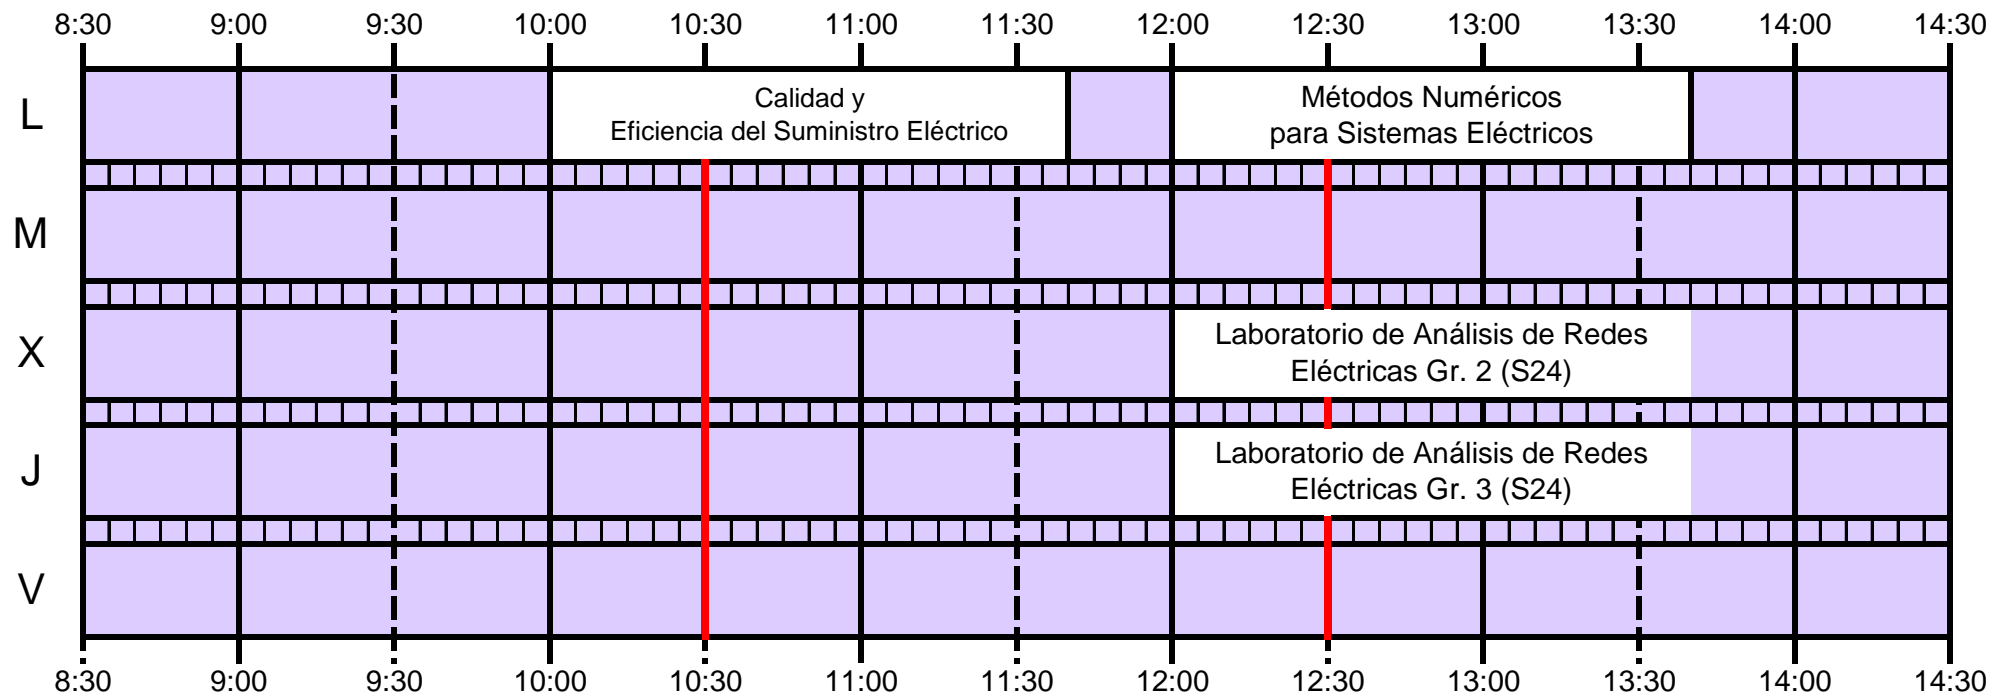 8:30 9:00 9:30 10:00 10:30 11:00 11:30 12:00 12:30 13:00 13:30 14:00 14:30
L
Calidad y
Eficiencia del Suministro Eléctrico
Métodos Numéricos
para Sistemas Eléctricos
M
X
Laboratorio de Análisis de Redes
Eléctricas Gr. 2 (S24)
J
Laboratorio de Análisis de Redes
Eléctricas Gr. 3 (S24)
V
8:30 9:00 9:30 10:00 10:30 11:00 11:30 12:00 12:30 13:00 13:30 14:00 14:30